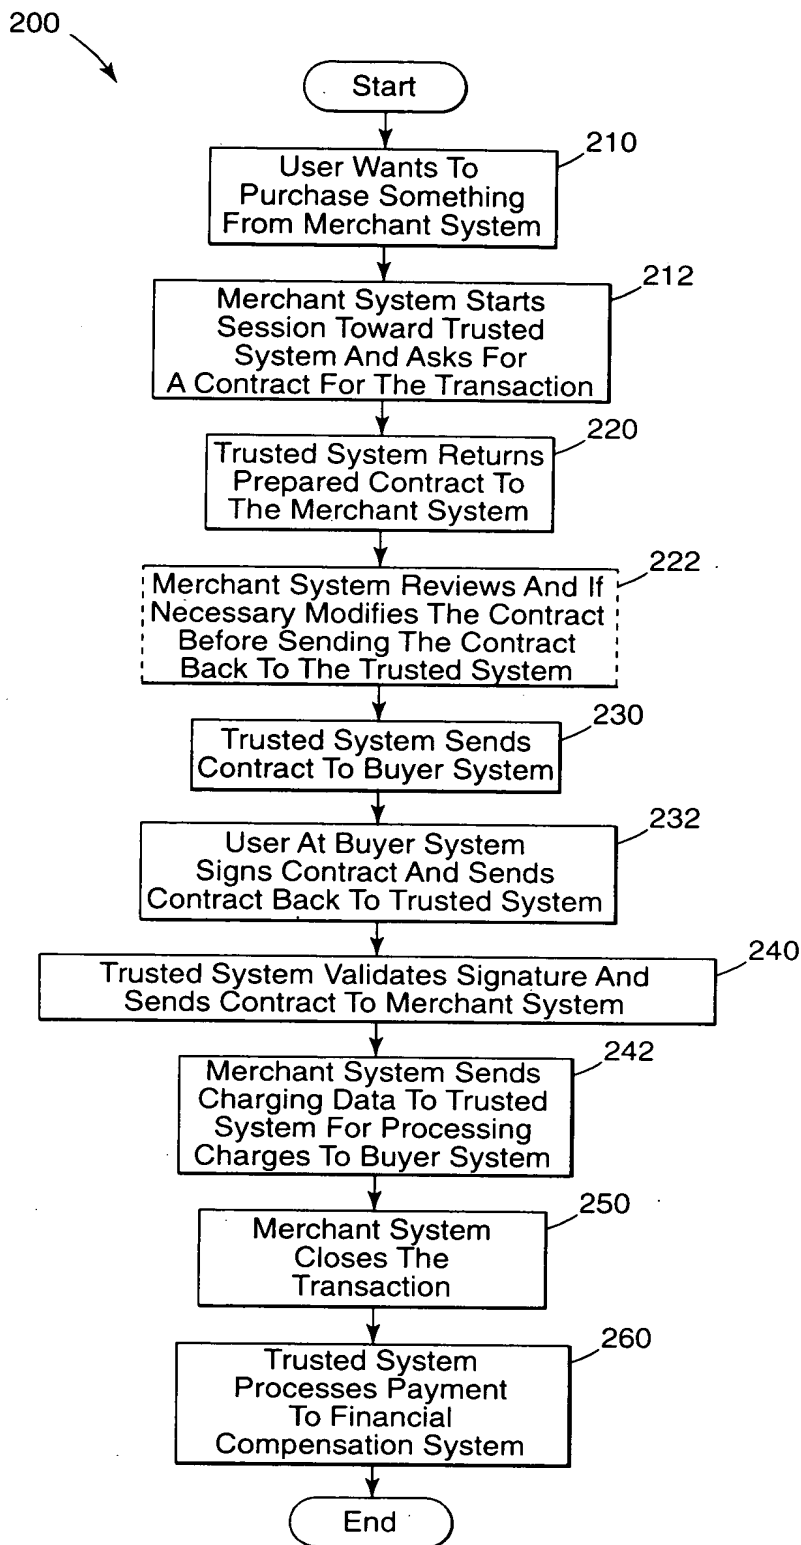 200
Start
210
User Wants To
Purchase Something
From Merchant System
212
Merchant System Starts
Session Toward Trusted
System And Asks For
A Contract For The Transaction
220
Trusted System Returns
Prepared Contract To
The Merchant System
222
Merchant System Reviews And If
Necessary Modifies The Contract
Before Sending The Contract
Back To The Trusted System
230
Trusted System Sends
Contract To Buyer System
232
User At Buyer System
Signs Contract And Sends
Contract Back To Trusted System
240
Trusted System Validates Signature And
Sends Contract To Merchant System
242
Merchant System Sends
Charging Data To Trusted
System For Processing
Charges To Buyer System
250
Merchant System
Closes The
Transaction
260
Trusted System
Processes Payment
To Financial
Compensation System
End